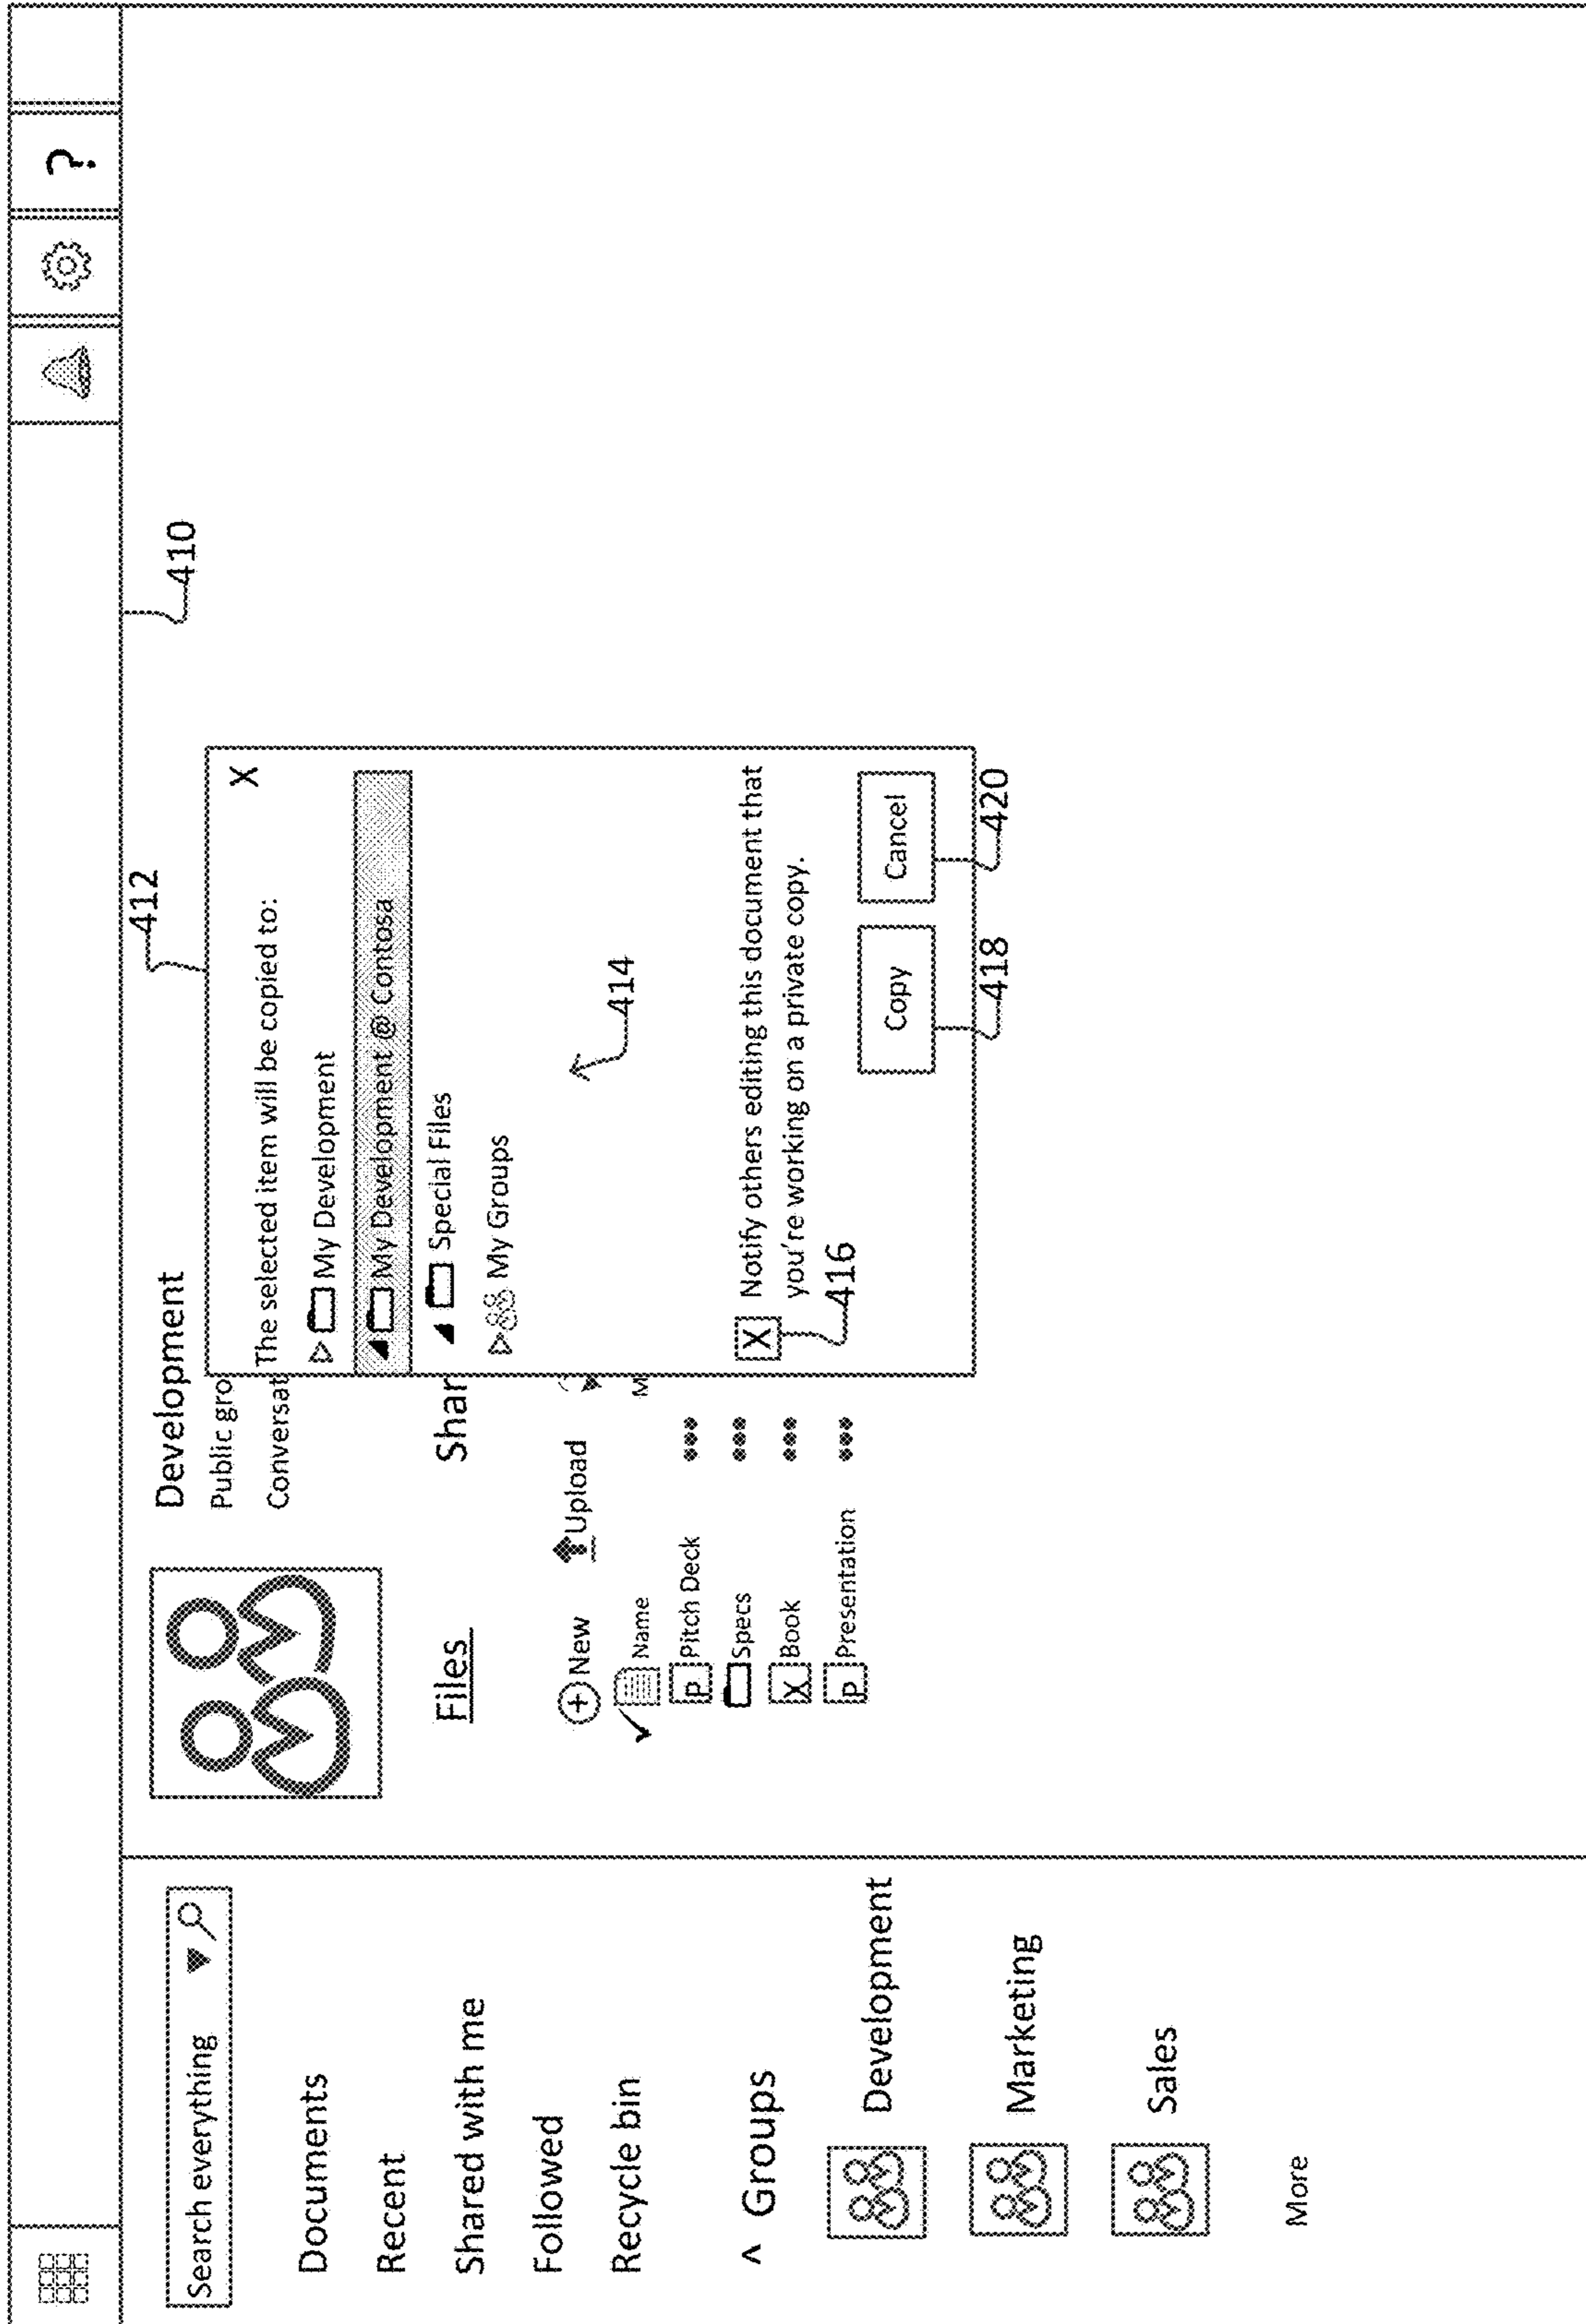 ?
410
Search everything
Documents
Recent
Shared with me
Followed
Recycle bin
^ Groups
Development
Marketing
Sales
More
Development
Public gro
Conversat
Files
Shar
+ New
Upload
Name
M
P Pitch Deck
Specs
X Book
P Presentation
412
X
The selected item will be copied to:
My Development
My Development @ Contosa
Special Files
My Groups
414
X Notify others editing this document that
you're working on a private copy.
416
Copy
Cancel
418
420